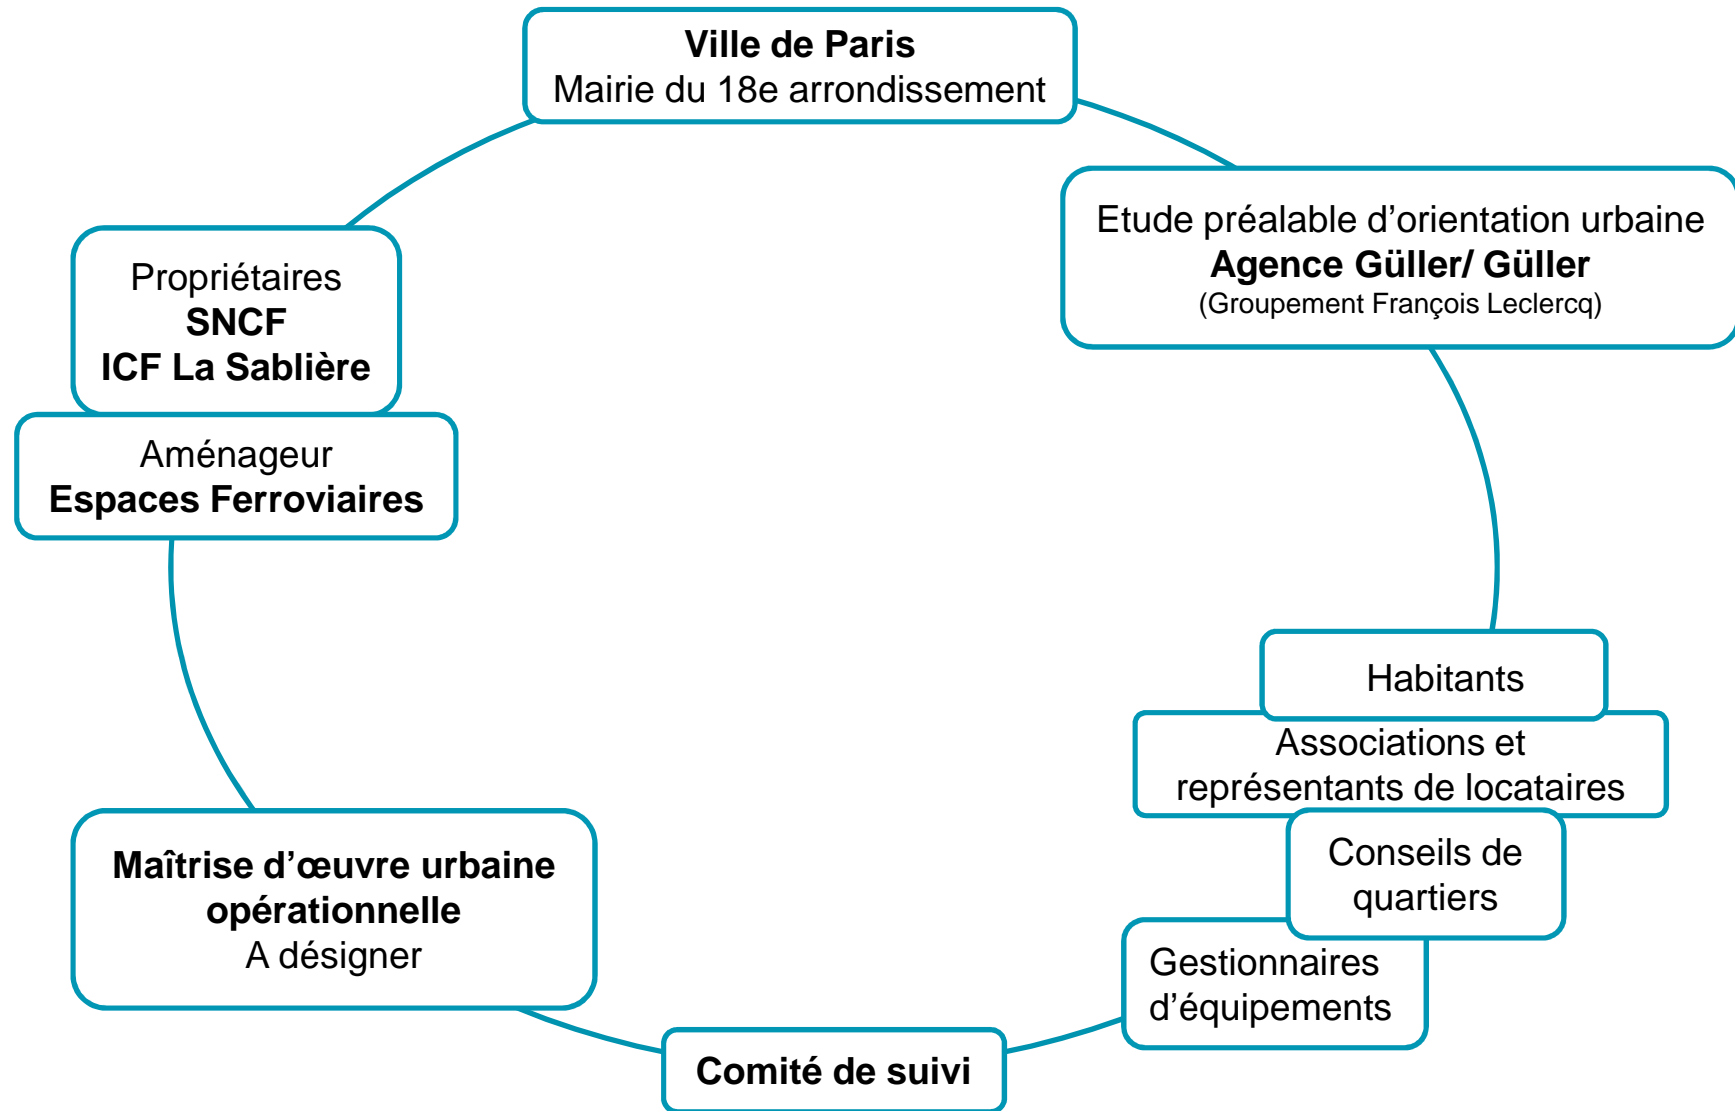 Ville de Paris
Mairie du 18e arrondissement
Etude préalable d’orientation urbaine
Agence Güller/ Güller
(Groupement François Leclercq)
Propriétaires
SNCF
ICF La Sablière
Aménageur
Espaces Ferroviaires
Habitants
Associations et
représentants de locataires
Conseils de
quartiers
Gestionnaires
d’équipements
Maîtrise d’œuvre urbaine
opérationnelle
A désigner
Comité de suivi